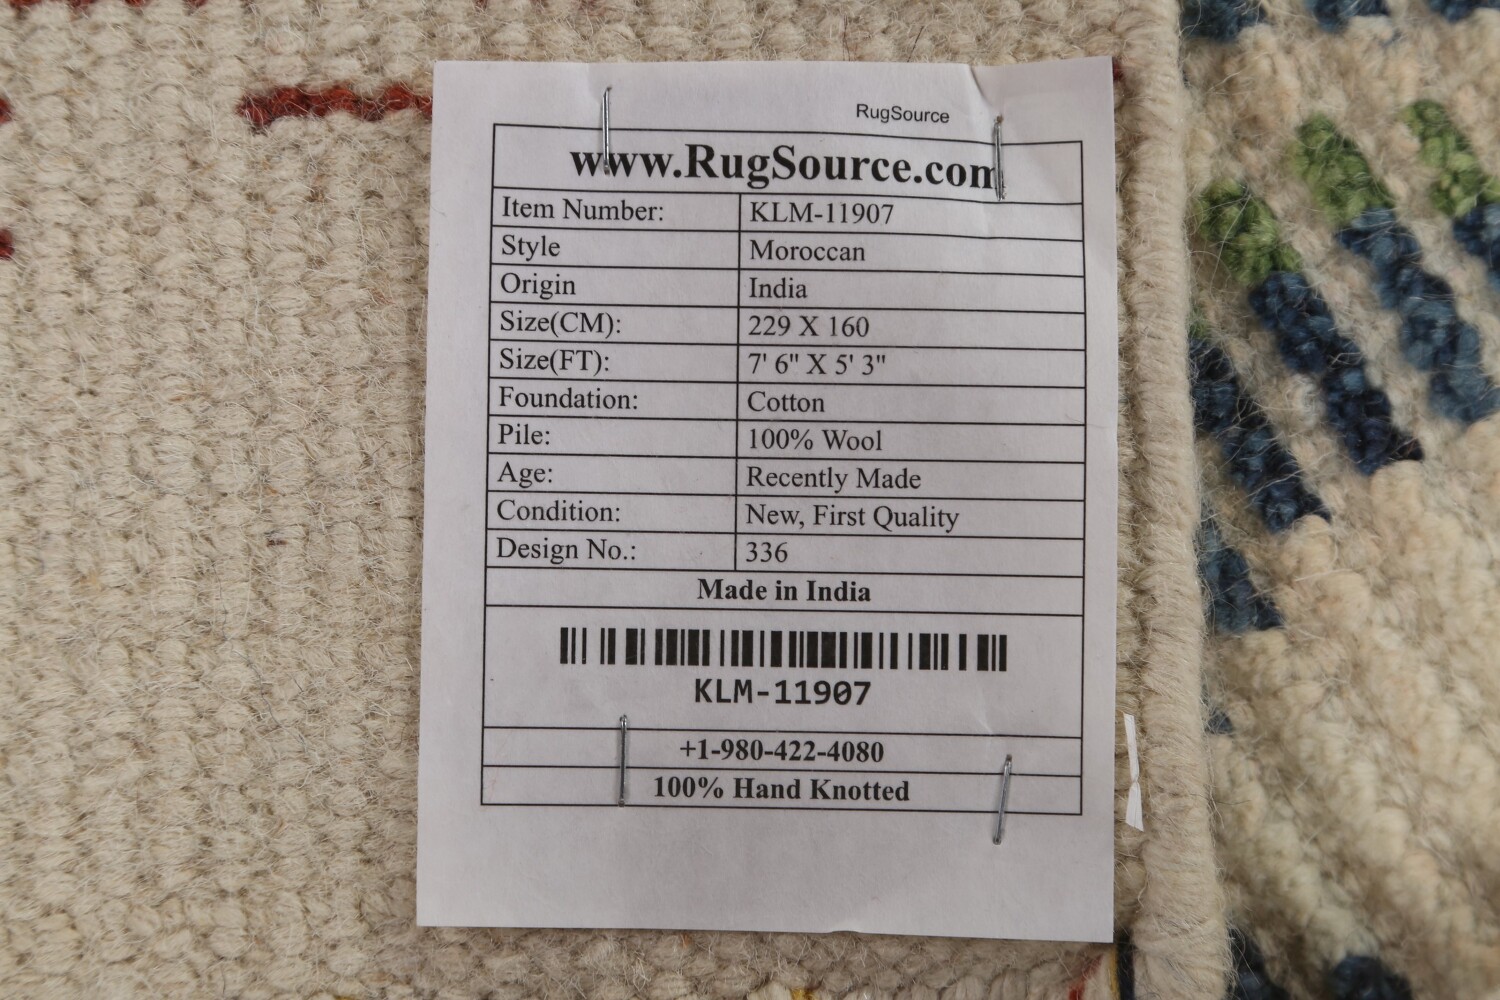 RugSource
www.RugSource.com
Item Number: KLM-11907
Style Moroccan
Origin India
Size(CM): 229 X 160
Size(FT): 7' 6" X 5' 3"
Foundation: Cotton
Pile: 100% Wool
Age: Recently Made
Condition: New, First Quality
Design No.: 336
Made in India
KLM-11907
+1-980-422-4080
100% Hand Knotted